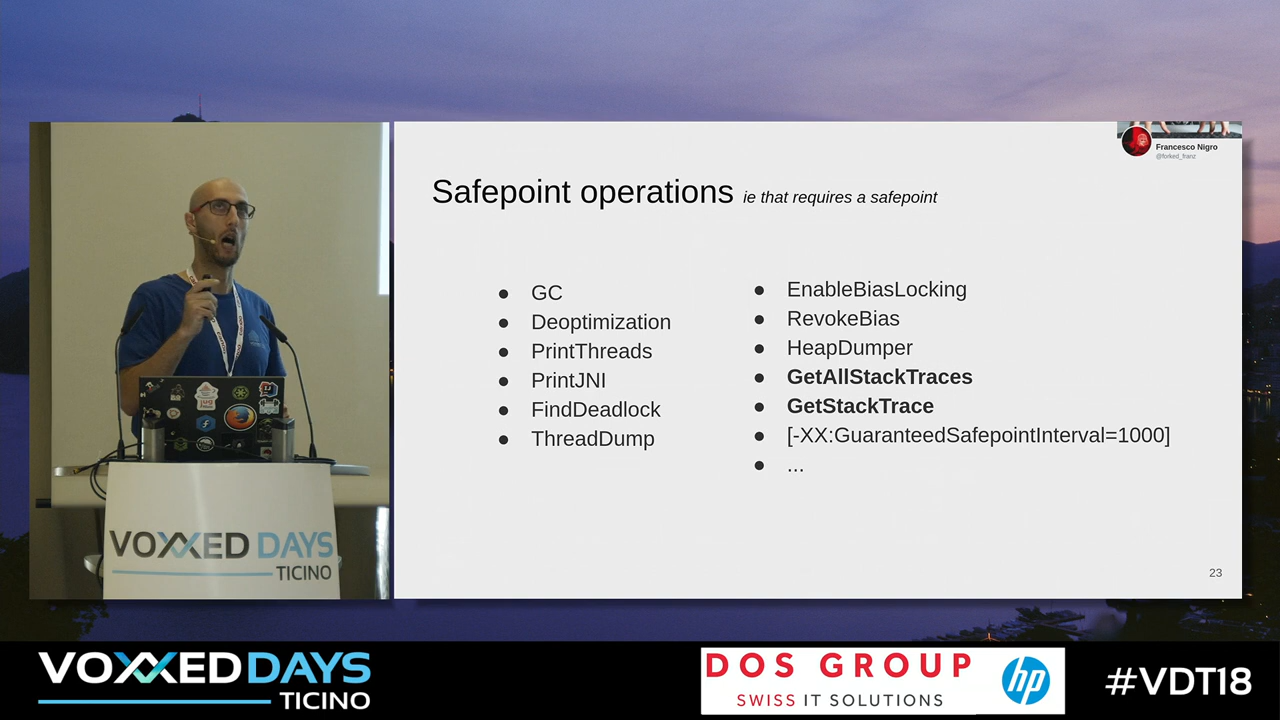 Francesco Nigro
@forked_franz
Safepoint operations ie that requires a safepoint
● GC
● Deoptimization
● PrintThreads
● PrintJNI
● FindDeadlock
● ThreadDump
● EnableBiasLocking
● RevokeBias
● HeapDumper
● GetAllStackTraces
● GetStackTrace
● [-XX:GuaranteedSafepointInterval=1000]
● ...
23
VOXXED DAYS
TICINO
VOXXED DAYS
TICINO
DOS GROUP
SWISS IT SOLUTIONS
hp
#VDT18